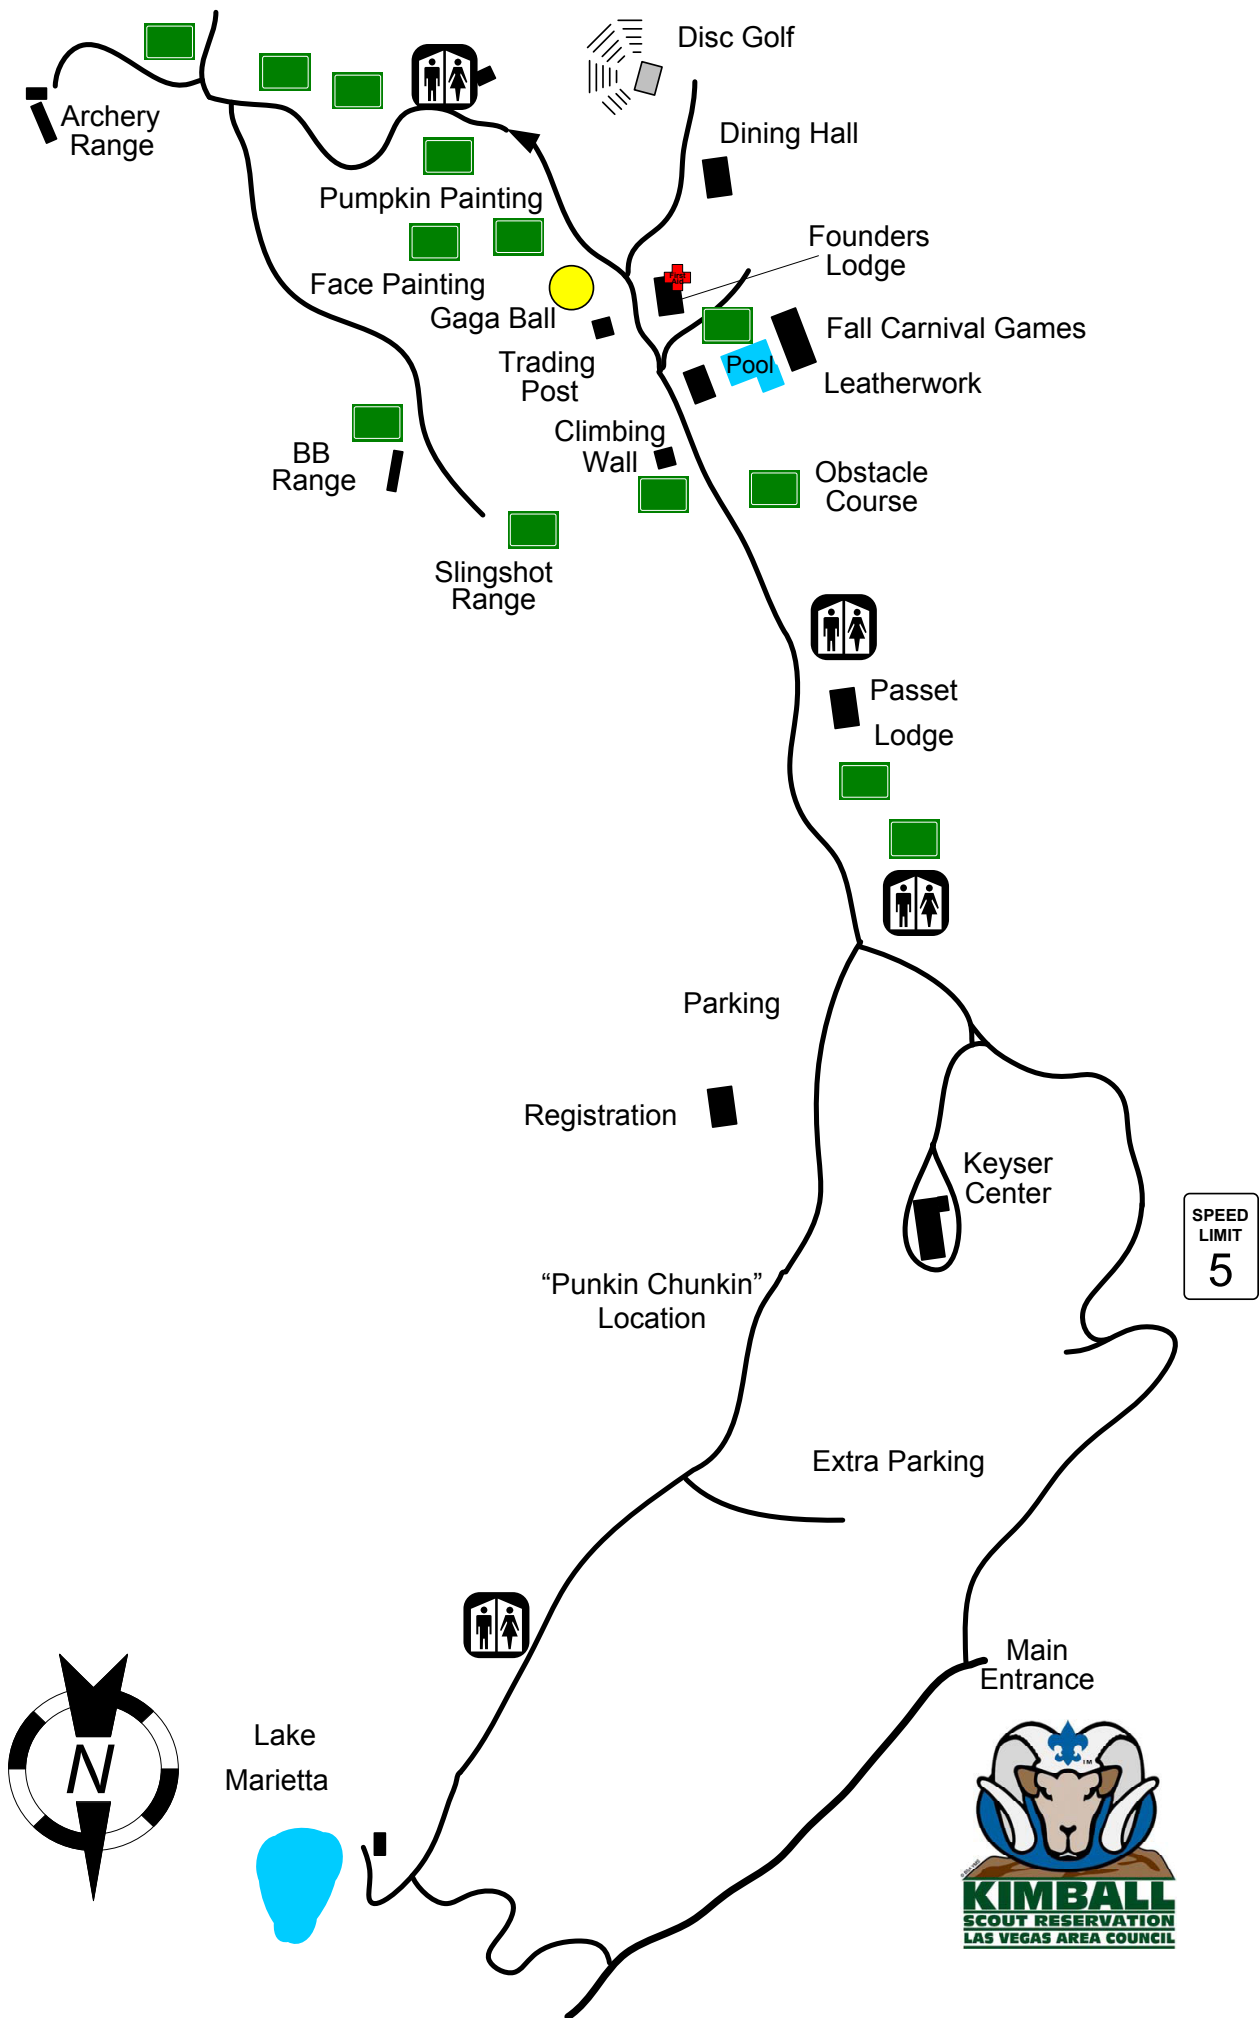 Disc Golf
Archery
Range
Dining Hall
Pumpkin Painting
Founders
Lodge
Face Painting
Gaga Ball
Fall Carnival Games
Trading
Post
Pool
Leatherwork
Climbing
Wall
BB
Range
Obstacle
Course
Slingshot
Range
Passet
Lodge
Parking
Registration
Keyser
Center
SPEED
LIMIT
5
“Punkin Chunkin”
Location
Extra Parking
Main
Entrance
N
Lake
Marietta
TM
KIMBALL
SCOUT RESERVATION
LAS VEGAS AREA COUNCIL